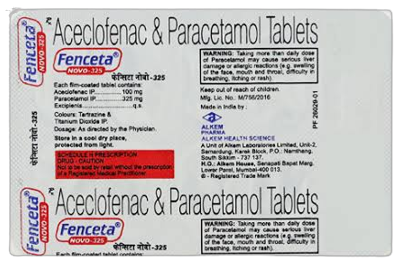 Fenceta®
NOVO-325
Aceclofenac & Paracetamol Tablets
फेन्सिटा नोवो-325
Each film-coated tablet contains:
Aceclofenac IP 100 mg
Paracetamol IP 325 mg
Excipients q.s.
Colours: Tartrazine &
Titanium Dioxide IP.
Dosage: As directed by the Physician.
Store in a cool dry place,
protected from light.
SCHEDULE H PRESCRIPTION
DRUG - CAUTION
Not to be sold by retail without the prescription
of a Registered Medical Practitioner.
WARNING: Taking more than daily dose
of Paracetamol may cause serious liver
damage or allergic reactions (e.g. swelling
of the face, mouth and throat, difficulty in
breathing, itching or rash).
Keep out of reach of children.
Mfg. Lic. No.: M/756/2016
Made in India by:
ALKEM
PHARMA
ALKEM HEALTH SCIENCE
A Unit of Alkem Laboratories Limited, Unit-2,
Samardung, Karek Block, P.O.: Namthang,
South Sikkim - 737 137.
H.O.: Alkem House, Senapati Bapat Marg,
Lower Parel, Mumbai-400 013.
® - Registered Trade Mark
PF 26029-01
फेन्सिटा नोवो-325
Fenceta®
NOVO-325
Aceclofenac & Paracetamol Tablets
Fenceta®
NOVO-325
फेन्सिटा नोवो-325
Each film-coated tablet contains:
WARNING: Taking more than daily dose
of Paracetamol may cause serious liver
damage or allergic reactions (e.g. swelling
of the face, mouth and throat, difficulty in
breathing, itching or rash).